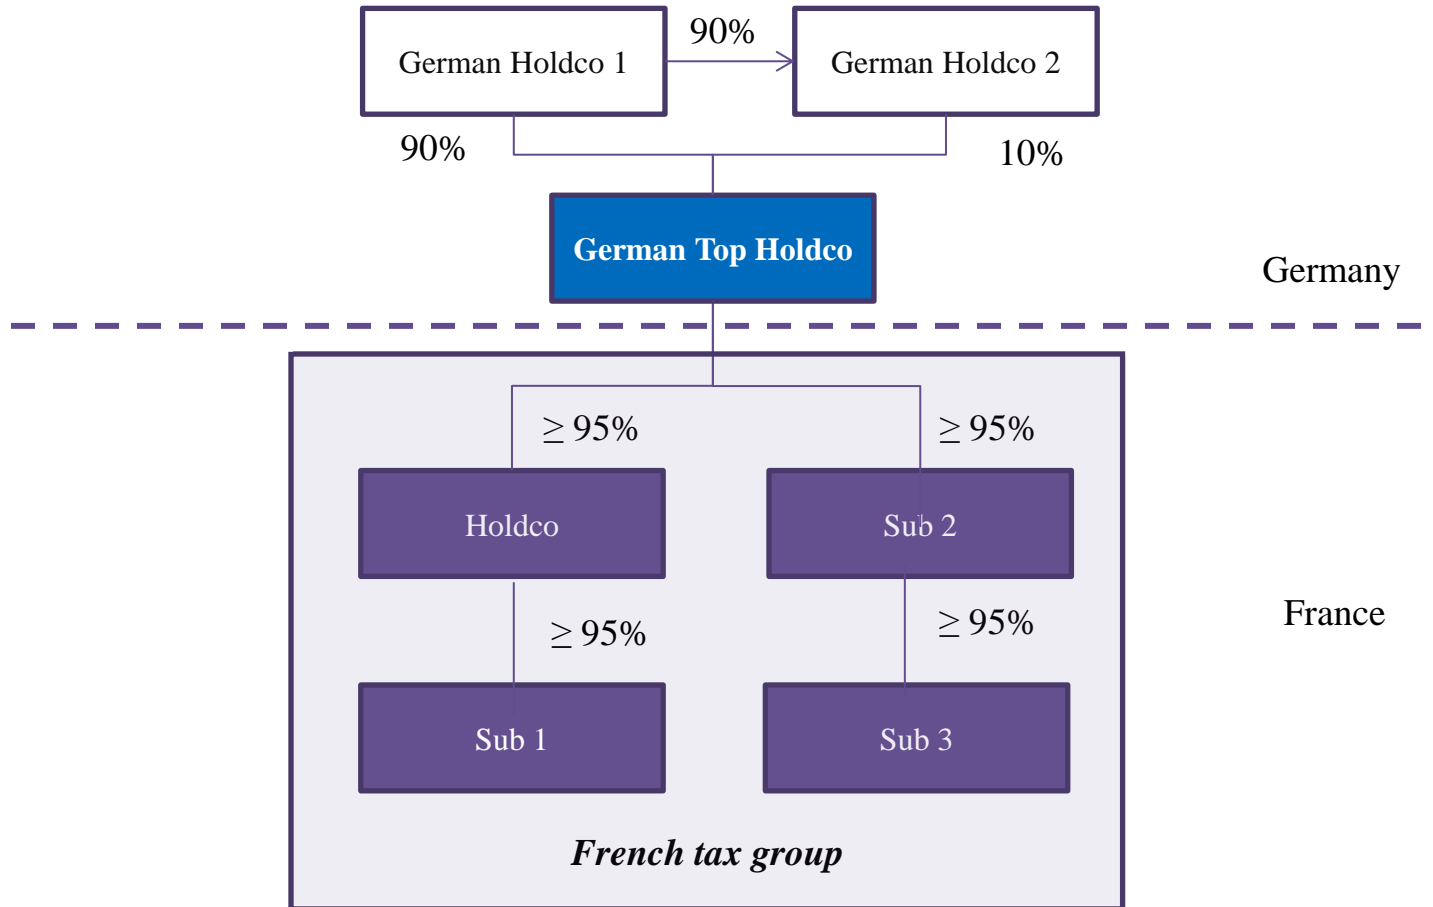 90%
German Holdco 1
German Holdco 2
90%
10%
German Top Holdco
Germany
≥ 95%
≥ 95%
Holdco
Sub 2
France
≥ 95%
≥ 95%
Sub 1
Sub 3
French tax group